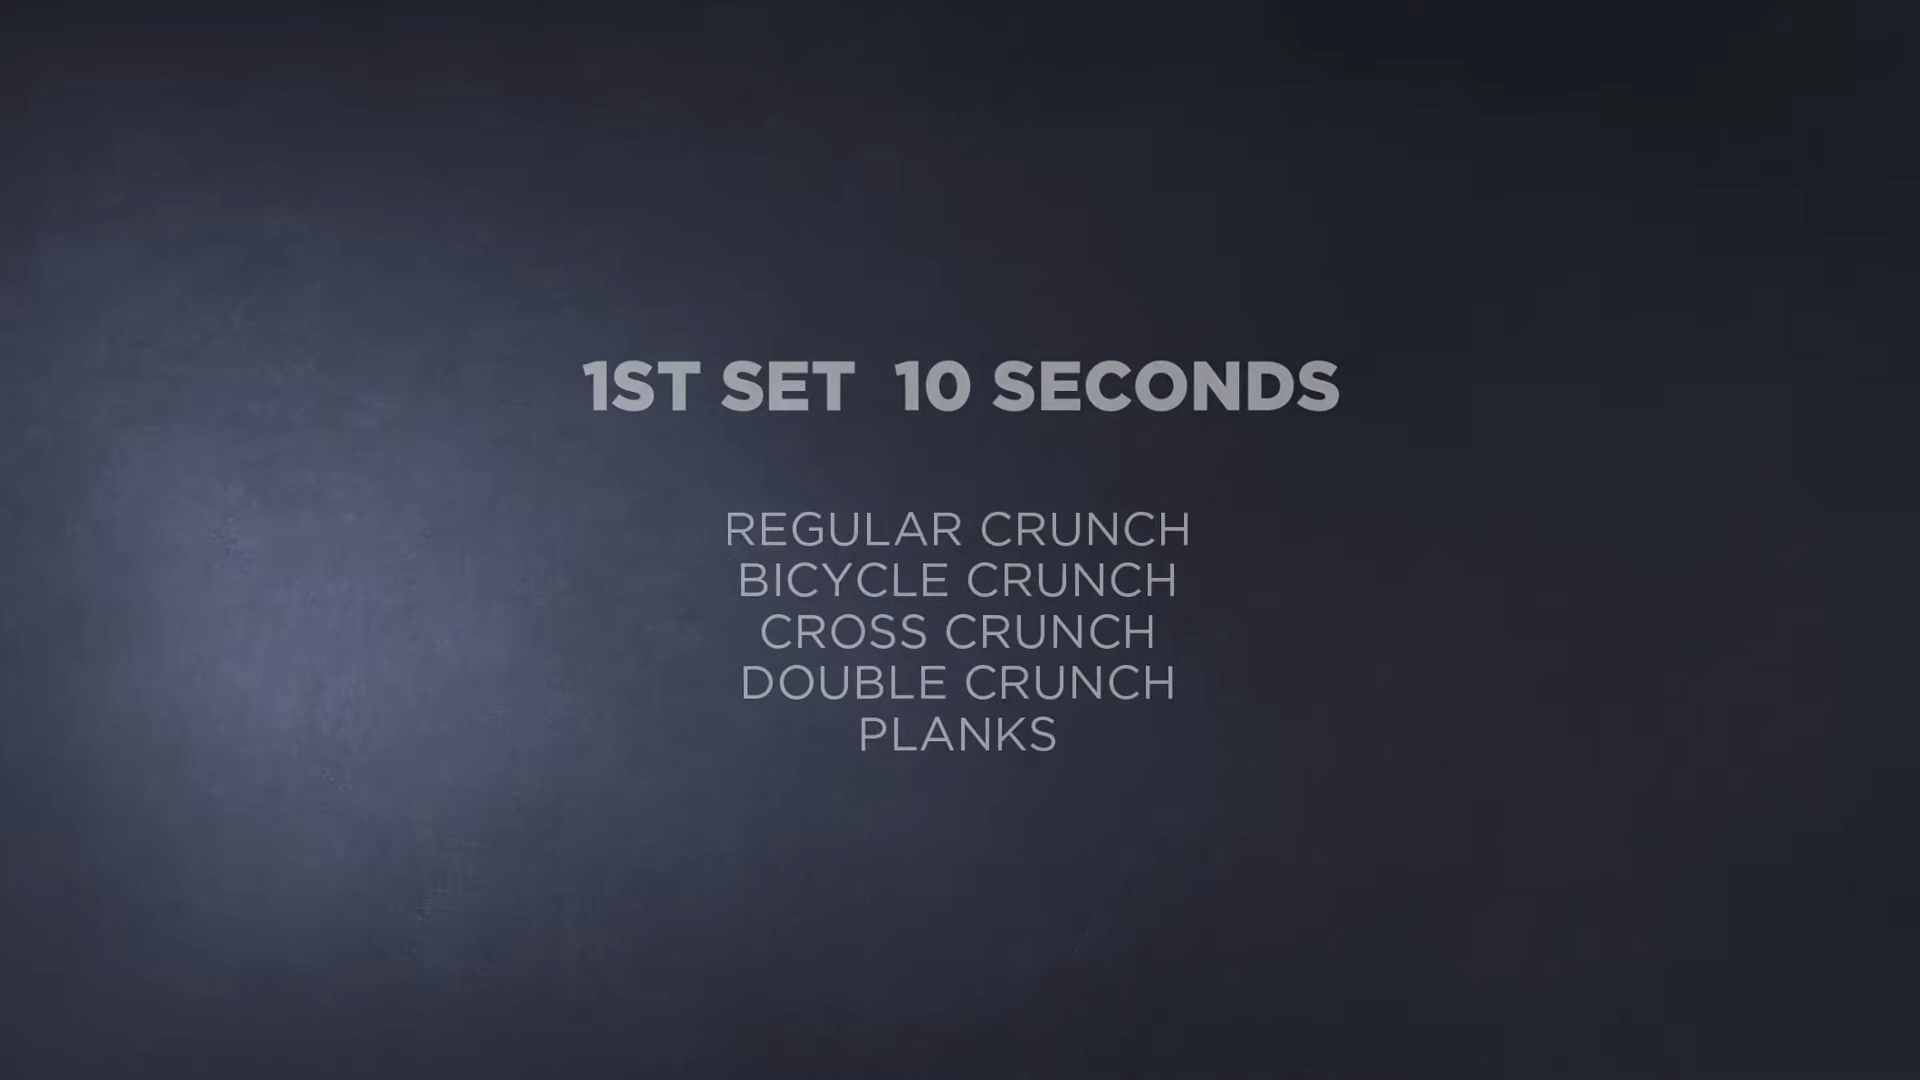 1ST SET 10 SECONDS
REGULAR CRUNCH
BICYCLE CRUNCH
CROSS CRUNCH
DOUBLE CRUNCH
PLANKS